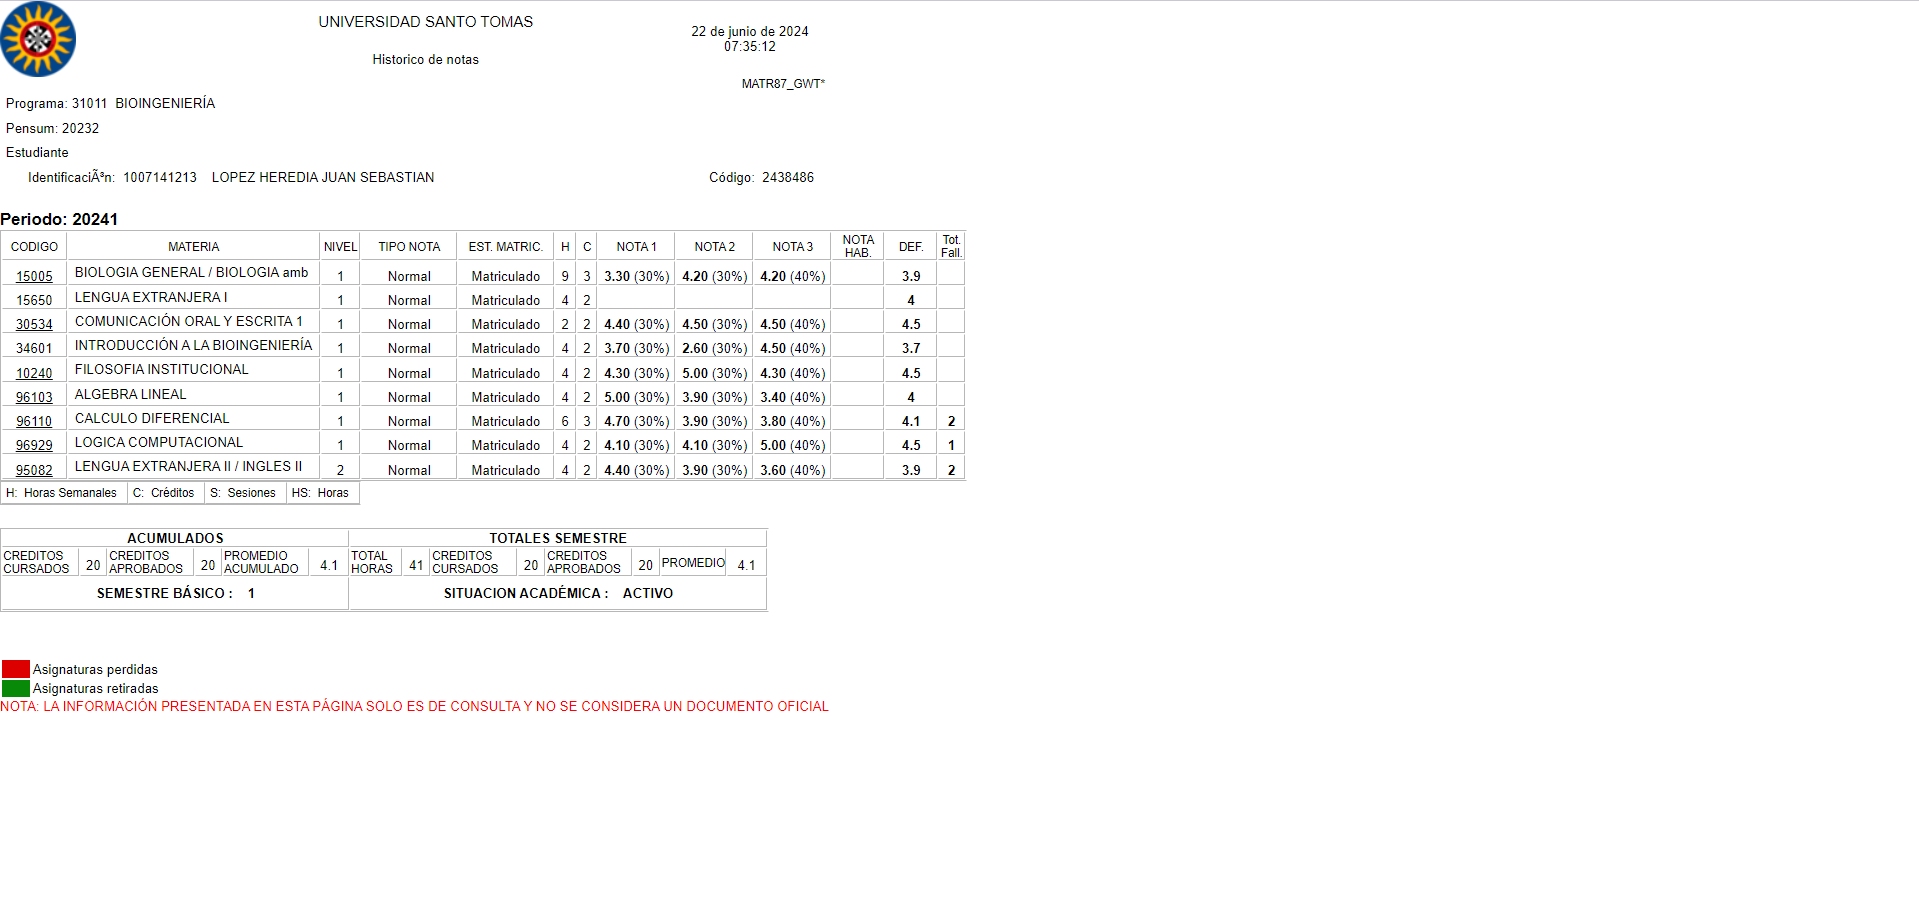 UNIVERSIDAD SANTO TOMAS
22 de junio de 2024
07:35:12
Historico de notas
MATR87_GWT*
Programa: 31011 BIOINGENIERÍA
Pensum: 20232
Estudiante
IdentificaciÃ³n: 1007141213 LOPEZ HEREDIA JUAN SEBASTIAN Código: 2438486
Periodo: 20241
CODIGO MATERIA NIVEL TIPO NOTA EST. MATRIC. H C NOTA 1 NOTA 2 NOTA 3 NOTA HAB. DEF. Tot. Fall.
15005 BIOLOGIA GENERAL / BIOLOGIA amb 1 Normal Matriculado 9 3 3.30 (30%) 4.20 (30%) 4.20 (40%) 3.9
15650 LENGUA EXTRANJERA I 1 Normal Matriculado 4 2 4
30534 COMUNICACIÓN ORAL Y ESCRITA 1 1 Normal Matriculado 2 2 4.40 (30%) 4.50 (30%) 4.50 (40%) 4.5
34601 INTRODUCCIÓN A LA BIOINGENIERÍA 1 Normal Matriculado 4 2 3.70 (30%) 2.60 (30%) 4.50 (40%) 3.7
10240 FILOSOFIA INSTITUCIONAL 1 Normal Matriculado 4 2 4.30 (30%) 5.00 (30%) 4.30 (40%) 4.5
96103 ALGEBRA LINEAL 1 Normal Matriculado 4 2 5.00 (30%) 3.90 (30%) 3.40 (40%) 4
96110 CALCULO DIFERENCIAL 1 Normal Matriculado 6 3 4.70 (30%) 3.90 (30%) 3.80 (40%) 4.1 2
96929 LOGICA COMPUTACIONAL 1 Normal Matriculado 4 2 4.10 (30%) 4.10 (30%) 5.00 (40%) 4.5 1
95082 LENGUA EXTRANJERA II / INGLES II 2 Normal Matriculado 4 2 4.40 (30%) 3.90 (30%) 3.60 (40%) 3.9 2
H: Horas Semanales C: Créditos S: Sesiones HS: Horas
ACUMULADOS TOTALES SEMESTRE
CREDITOS CURSADOS 20 CREDITOS APROBADOS 20 PROMEDIO ACUMULADO 4.1 TOTAL HORAS 41 CREDITOS CURSADOS 20 CREDITOS APROBADOS 20 PROMEDIO 4.1
SEMESTRE BÁSICO : 1 SITUACION ACADÉMICA : ACTIVO
Asignaturas perdidas
Asignaturas retiradas
NOTA: LA INFORMACIÓN PRESENTADA EN ESTA PÁGINA SOLO ES DE CONSULTA Y NO SE CONSIDERA UN DOCUMENTO OFICIAL